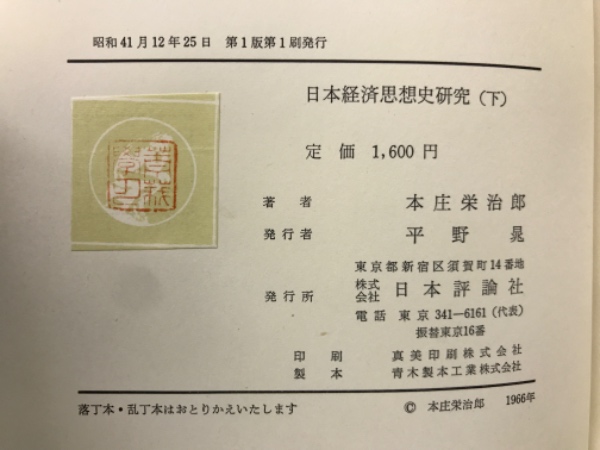 昭和41月12年25日 第1版第1刷発行
日本経済思想史研究(下)
定価 1,600円
著者 本庄栄治郎
発行者 平野晃
東京都新宿区須賀町14番地
発行所 株式会社 日本評論社
電話 東京 341―6161(代表)
振替東京16番
印刷 真美印刷株式会社
製本 青木製本工業株式会社
落丁本・乱丁本はおとりかえいたします
© 本庄栄治郎 1966年